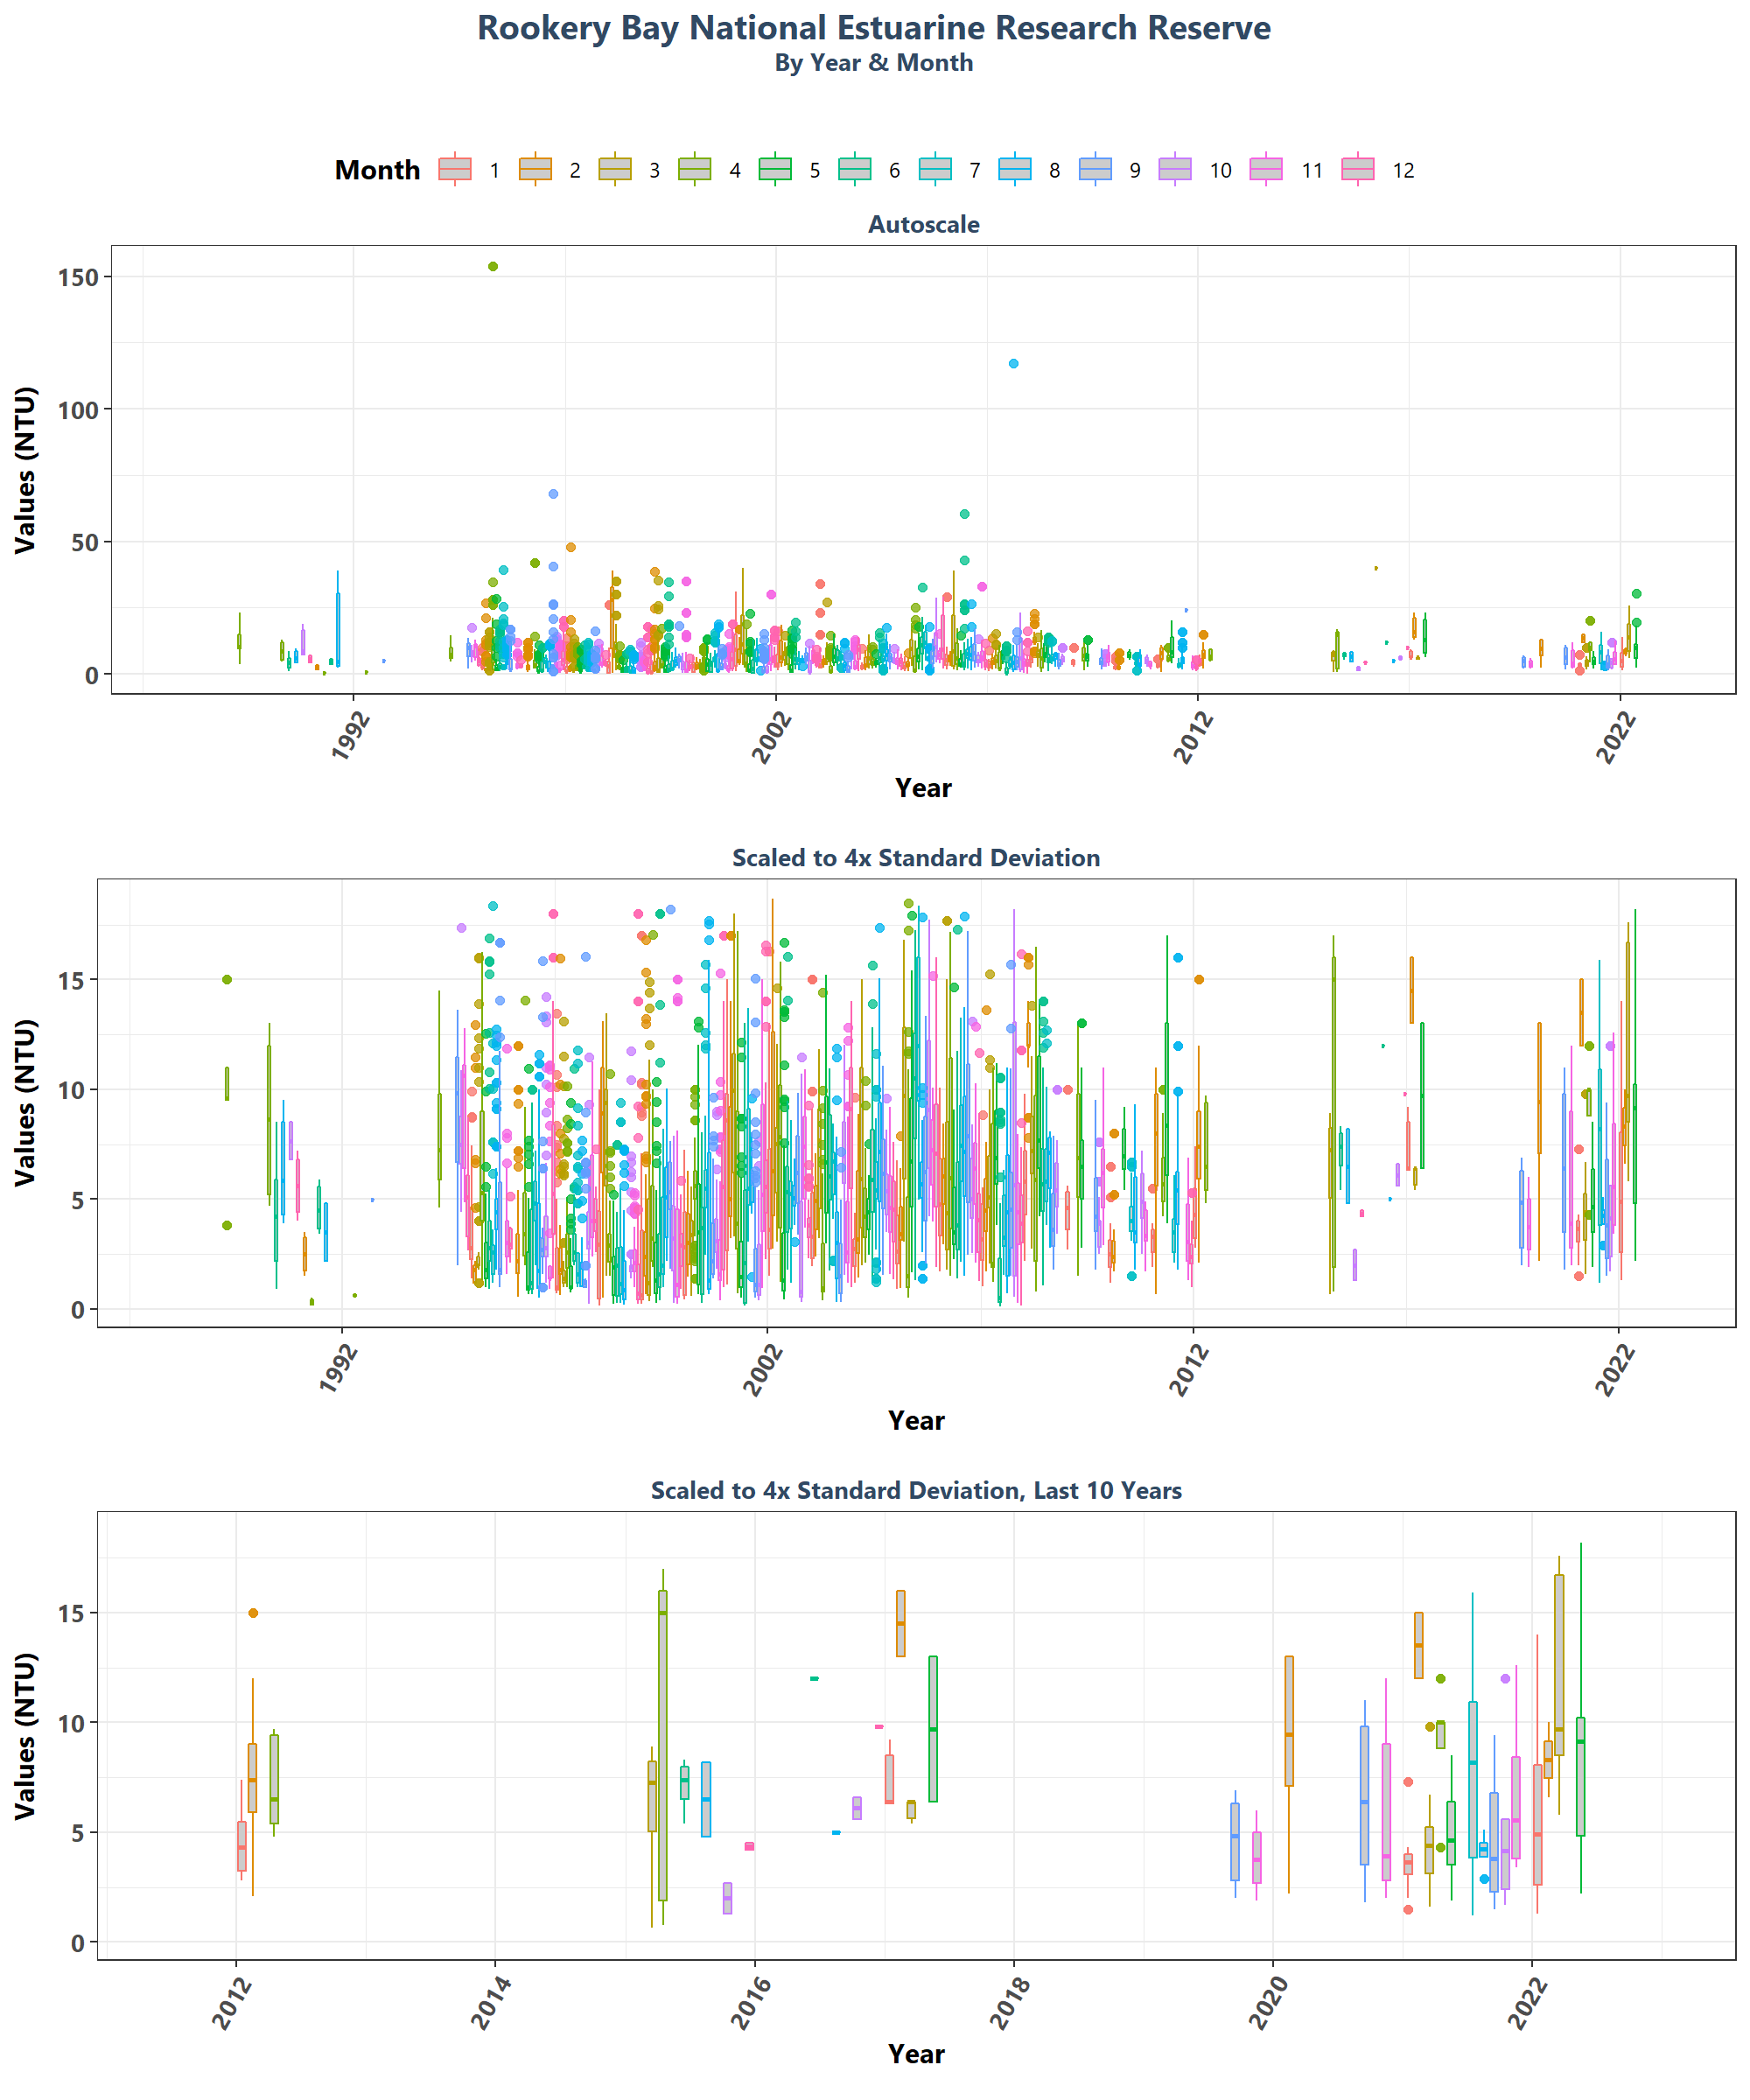 Rookery Bay National Estuarine Research Reserve
By Year & Month
Month 1 2 3 4 5 6 7 8 9 10 11 12
Autoscale
Values (NTU)
150
100
50
0
1992 2002 2012 2022
Year
Scaled to 4x Standard Deviation
Values (NTU)
15
10
5
0
1992 2002 2012 2022
Year
Scaled to 4x Standard Deviation, Last 10 Years
Values (NTU)
15
10
5
0
2012 2014 2016 2018 2020 2022
Year